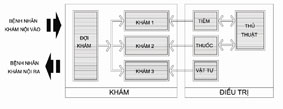 BỆNH NHÂN
KHÁM NỘI VÀO
BỆNH NHÂN
KHÁM NỘI RA
ĐỢI
KHÁM
KHÁM 1
KHÁM 2
KHÁM 3
TIÊM
THUỐC
VẬT TƯ
THỦ
THUẬT
KHÁM
ĐIỀU TRỊ